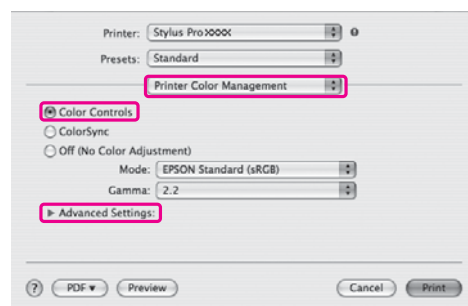 Printer: Stylus Pro XXXX
Presets: Standard
Printer Color Management
Color Controls
ColorSync
Off (No Color Adjustment)
Mode: EPSON Standard (sRGB)
Gamma: 2.2
Advanced Settings:
? PDF Preview Cancel Print